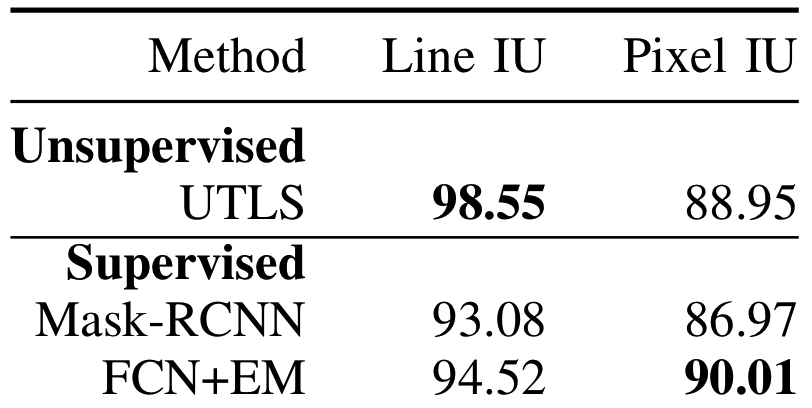 Method Line IU Pixel IU
Unsupervised
UTLS 98.55 88.95
Supervised
Mask-RCNN 93.08 86.97
FCN+EM 94.52 90.01